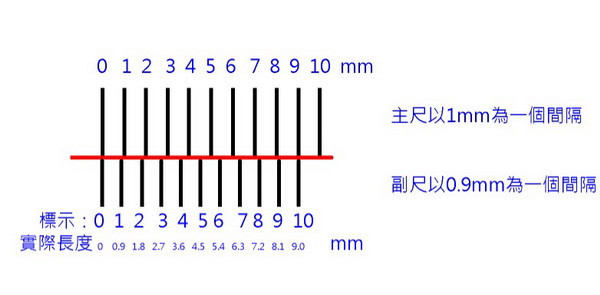 0 1 2 3 4 5 6 7 8 9 10 mm
主尺以1mm為一個間隔
副尺以0.9mm為一個間隔
標示：0 1 2 3 4 5 6 7 8 9 10
實際長度 0 0.9 1.8 2.7 3.6 4.5 5.4 6.3 7.2 8.1 9.0 mm